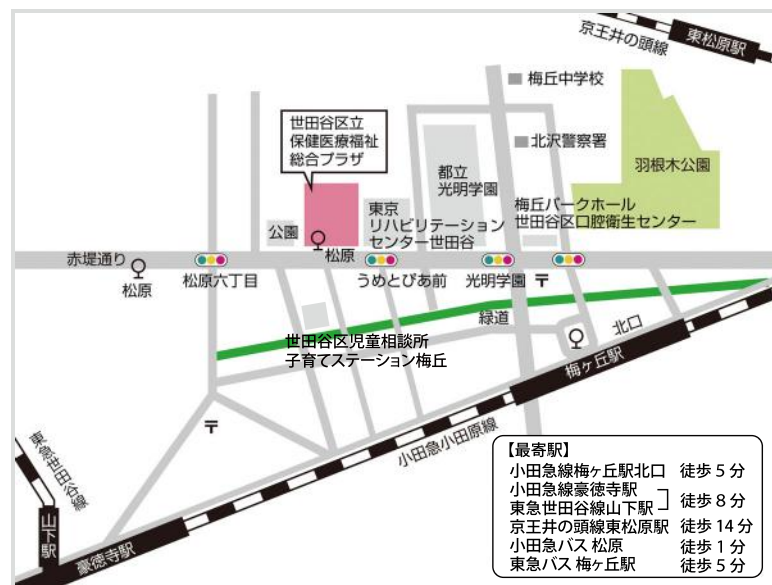 京王井の頭線
東松原駅
梅丘中学校
世田谷区立
保健医療福祉
総合プラザ
北沢警察署
羽根木公園
都立
光明学園
梅丘パークホール
世田谷区口腔衛生センター
東京
リハビリテーション
センター世田谷
公園
松原
赤堤通り
松原
松原六丁目
うめとぴあ前
光明学園
〒
緑道
北口
世田谷区児童相談所
子育てステーション梅丘
梅ヶ丘駅
〒
小田急小田原線
東急世田谷線
山下駅
豪徳寺駅
【最寄駅】
小田急線梅ヶ丘駅北口 徒歩5分
小田急線豪徳寺駅
東急世田谷線山下駅 徒歩8分
京王井の頭線東松原駅 徒歩14分
小田急バス 松原 徒歩1分
東急バス 梅ヶ丘駅 徒歩5分